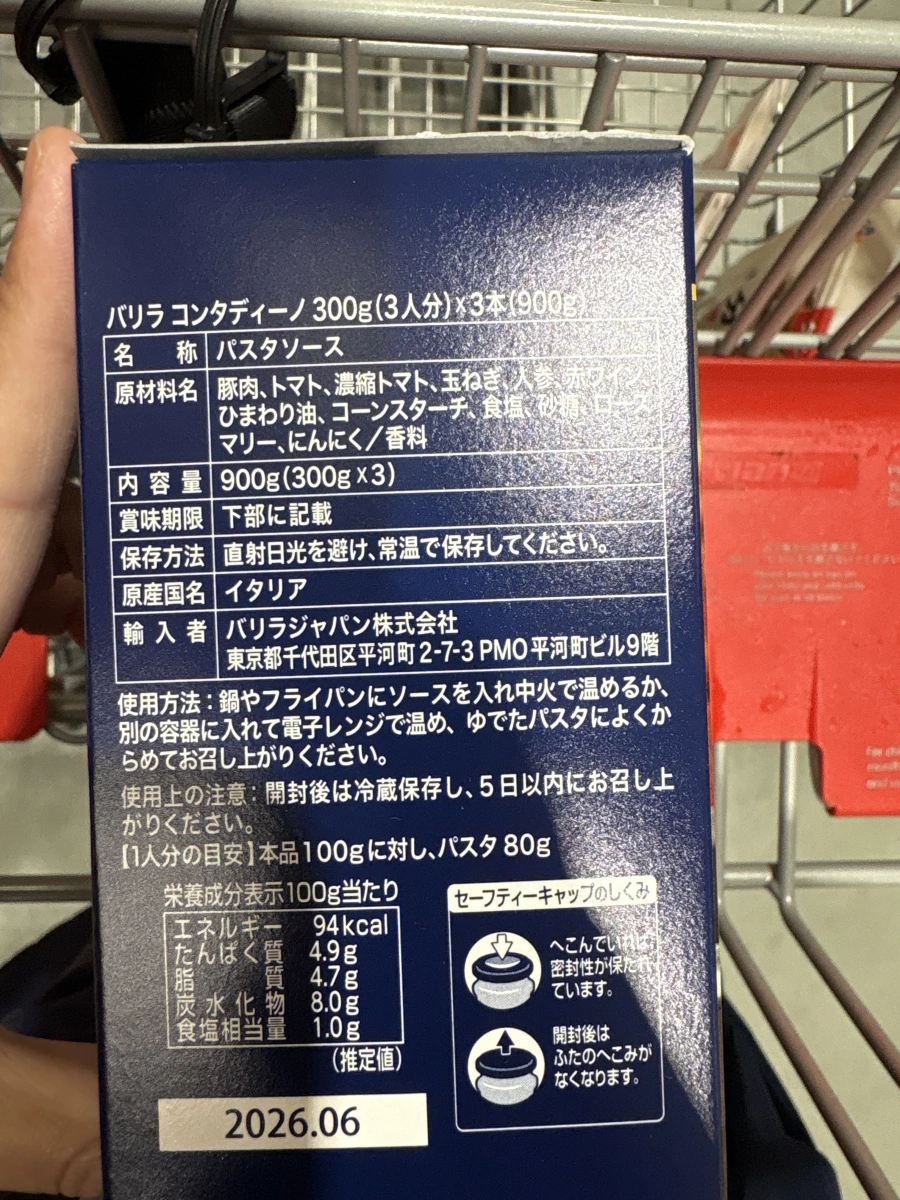 バリラ コンタディーノ 300g(3人分)×3本(900g)
名 称 パスタソース
原材料名 豚肉、トマト、濃縮トマト、玉ねぎ、人参、赤ワイン、
ひまわり油、コーンスターチ、食塩、砂糖、ローズ
マリー、にんにく/香料
内容量 900g(300g×3)
賞味期限 下部に記載
保存方法 直射日光を避け、常温で保存してください。
原産国名 イタリア
輸入者 バリラジャパン株式会社
東京都千代田区平河町2-7-3 PMO平河町ビル9階
使用方法:鍋やフライパンにソースを入れ中火で温めるか、
別の容器に入れて電子レンジで温め、ゆでたパスタによくか
らめてお召し上がりください。
使用上の注意:開封後は冷蔵保存し、5日以内にお召し上
がりください。
【1人分の目安】本品100gに対し、パスタ80g
栄養成分表示100g当たり
エネルギー 94kcal
たんぱく質 4.9g
脂質 4.7g
炭水化物 8.0g
食塩相当量 1.0g
(推定値)
2026.06
セーフティーキャップのしくみ
へこんでいれば
密封性が保たれ
ています。
開封後は
ふたのへこみが
なくなります。